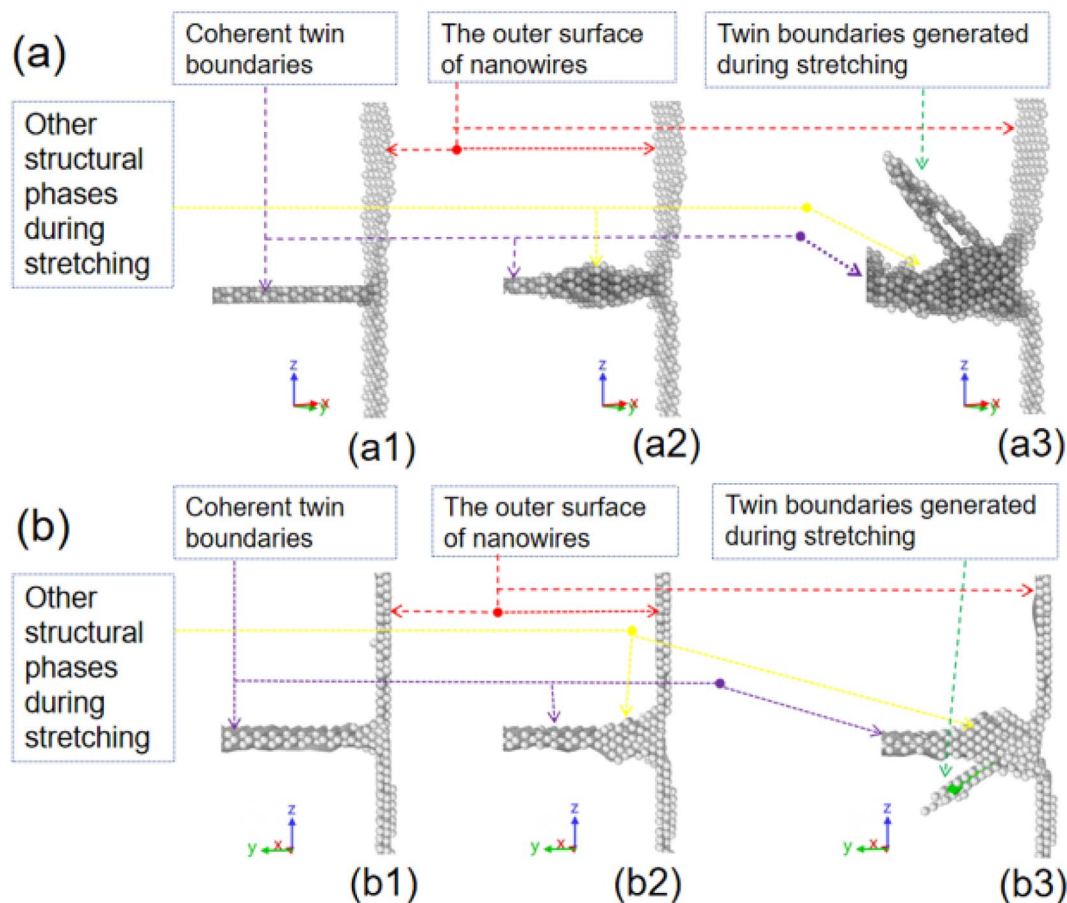 (a)
Coherent twin
boundaries
The outer surface
of nanowires
Twin boundaries generated
during stretching
Other
structural
phases
during
stretching
z
x
y
z
x
y
z
x
y
(a1)
(a2)
(a3)
(b)
Coherent twin
boundaries
The outer surface
of nanowires
Twin boundaries generated
during stretching
Other
structural
phases
during
stretching
z
y
x
z
y
x
z
y
x
(b1)
(b2)
(b3)